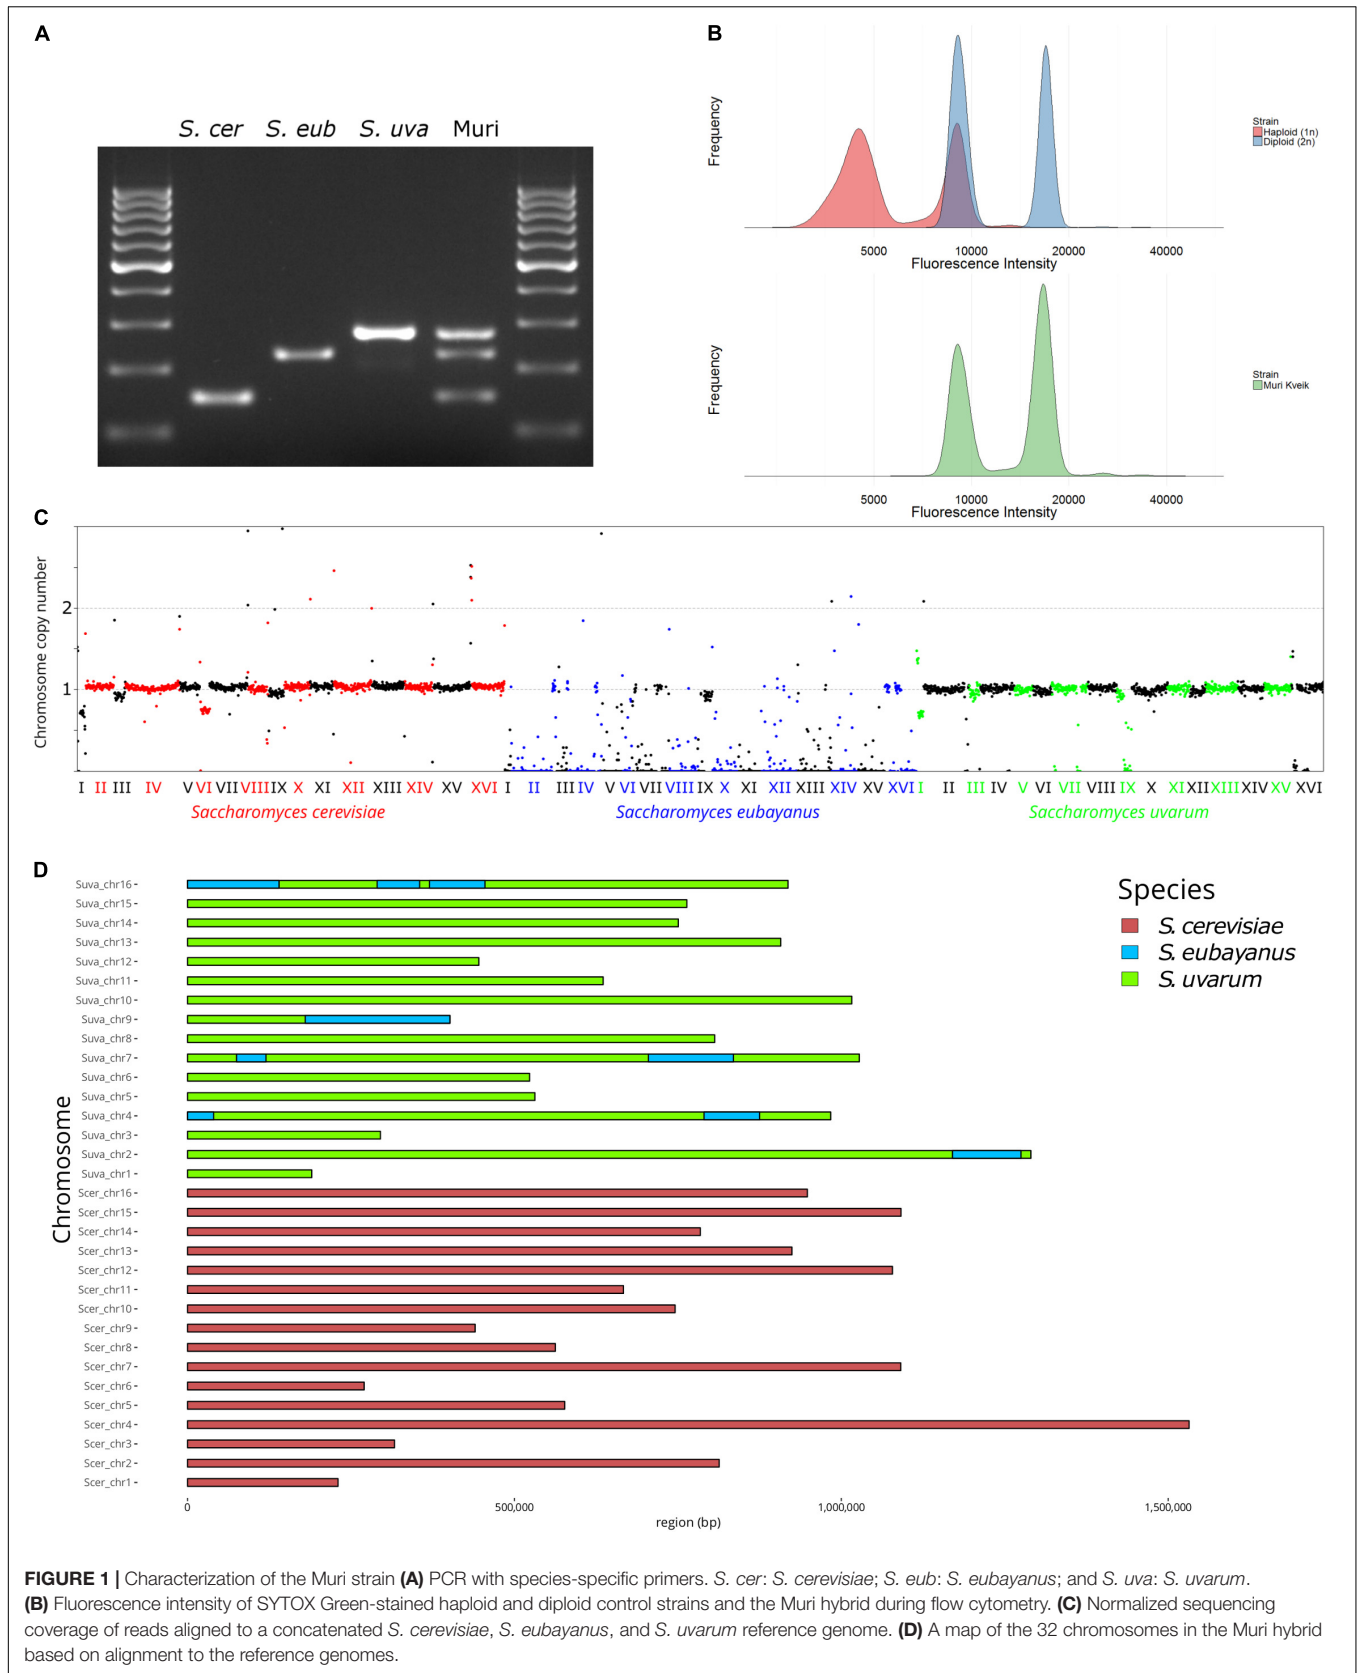 A
S. cer S. eub S. uva Muri
B
Frequency
Strain
Haploid (1n)
Diploid (2n)
5000 10000 20000 40000
Fluorescence Intensity
Frequency
Strain
Muri Kveik
5000 10000 20000 40000
Fluorescence Intensity
C
Chromosome copy number
2
1
I II III IV V VI VII VIII IX X XI XII XIII XIV XV XVI I II III IV V VI VII VIII IX X XI XII XIII XIV XV XVI I II III IV V VI VII VIII IX X XI XII XIII XIV XV XVI
Saccharomyces cerevisiae Saccharomyces eubayanus Saccharomyces uvarum
D
Chromosome
Suva_chr16
Suva_chr15
Suva_chr14
Suva_chr13
Suva_chr12
Suva_chr11
Suva_chr10
Suva_chr9
Suva_chr8
Suva_chr7
Suva_chr6
Suva_chr5
Suva_chr4
Suva_chr3
Suva_chr2
Suva_chr1
Scer_chr16
Scer_chr15
Scer_chr14
Scer_chr13
Scer_chr12
Scer_chr11
Scer_chr10
Scer_chr9
Scer_chr8
Scer_chr7
Scer_chr6
Scer_chr5
Scer_chr4
Scer_chr3
Scer_chr2
Scer_chr1
0 500,000 1,000,000 1,500,000
region (bp)
Species
S. cerevisiae
S. eubayanus
S. uvarum
FIGURE 1 | Characterization of the Muri strain (A) PCR with species-specific primers. S. cer: S. cerevisiae; S. eub: S. eubayanus; and S. uva: S. uvarum.
(B) Fluorescence intensity of SYTOX Green-stained haploid and diploid control strains and the Muri hybrid during flow cytometry. (C) Normalized sequencing
coverage of reads aligned to a concatenated S. cerevisiae, S. eubayanus, and S. uvarum reference genome. (D) A map of the 32 chromosomes in the Muri hybrid
based on alignment to the reference genomes.